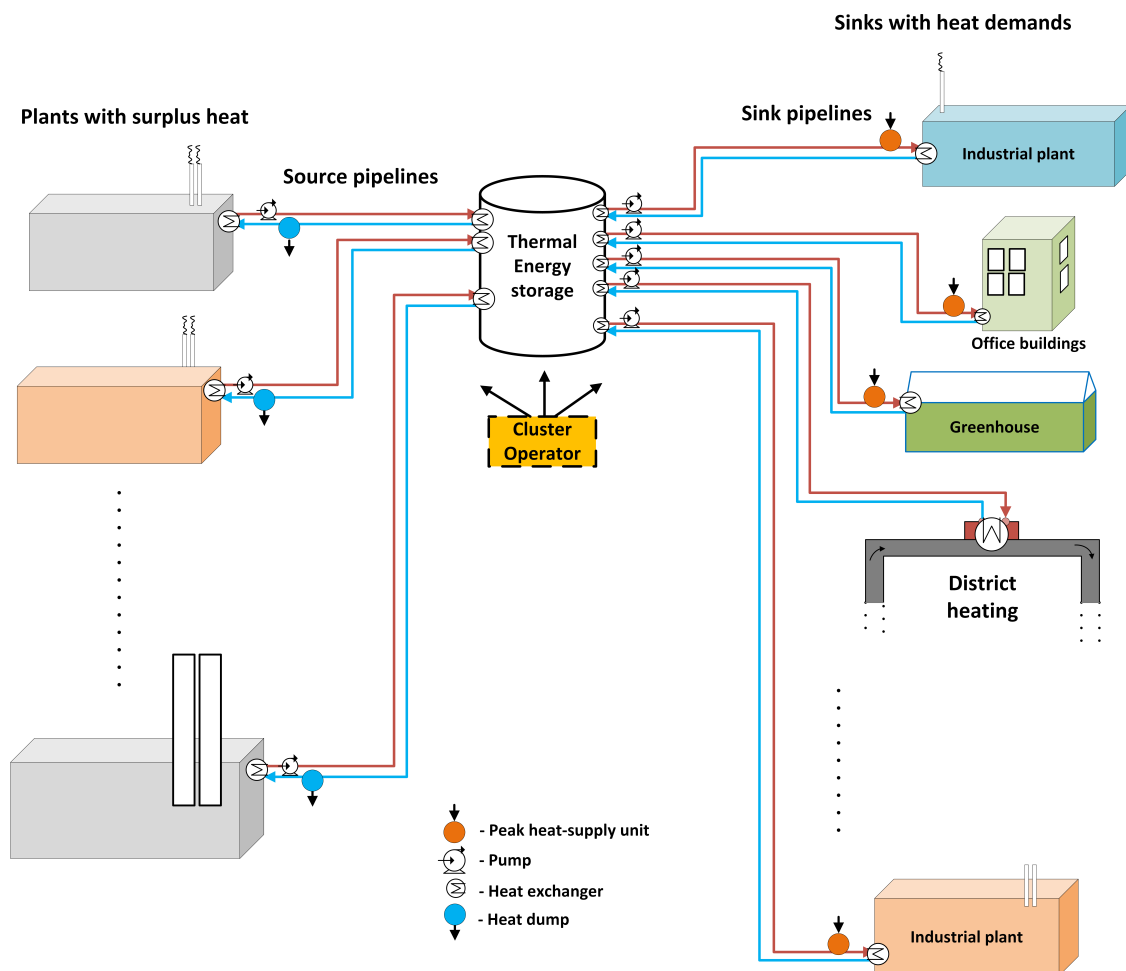 Sinks with heat demands
Plants with surplus heat
Sink pipelines
Industrial plant
Source pipelines
Thermal
Energy
storage
Office buildings
Cluster
Operator
Greenhouse
District
heating
- Peak heat-supply unit
- Pump
- Heat exchanger
- Heat dump
Industrial plant